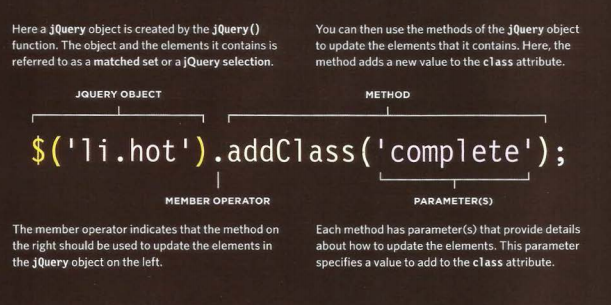 Here a jQuery object is created by the jQuery()
function. The object and the elements it contains is
referred to as a matched set or a jQuery selection.
You can then use the methods of the jQuery object
to update the elements that it contains. Here, the
method adds a new value to the class attribute.
JQUERY OBJECT
METHOD
$('li.hot').addClass('complete');
MEMBER OPERATOR
PARAMETER(S)
The member operator indicates that the method on
the right should be used to update the elements in
the jQuery object on the left.
Each method has parameter(s) that provide details
about how to update the elements. This parameter
specifies a value to add to the class attribute.